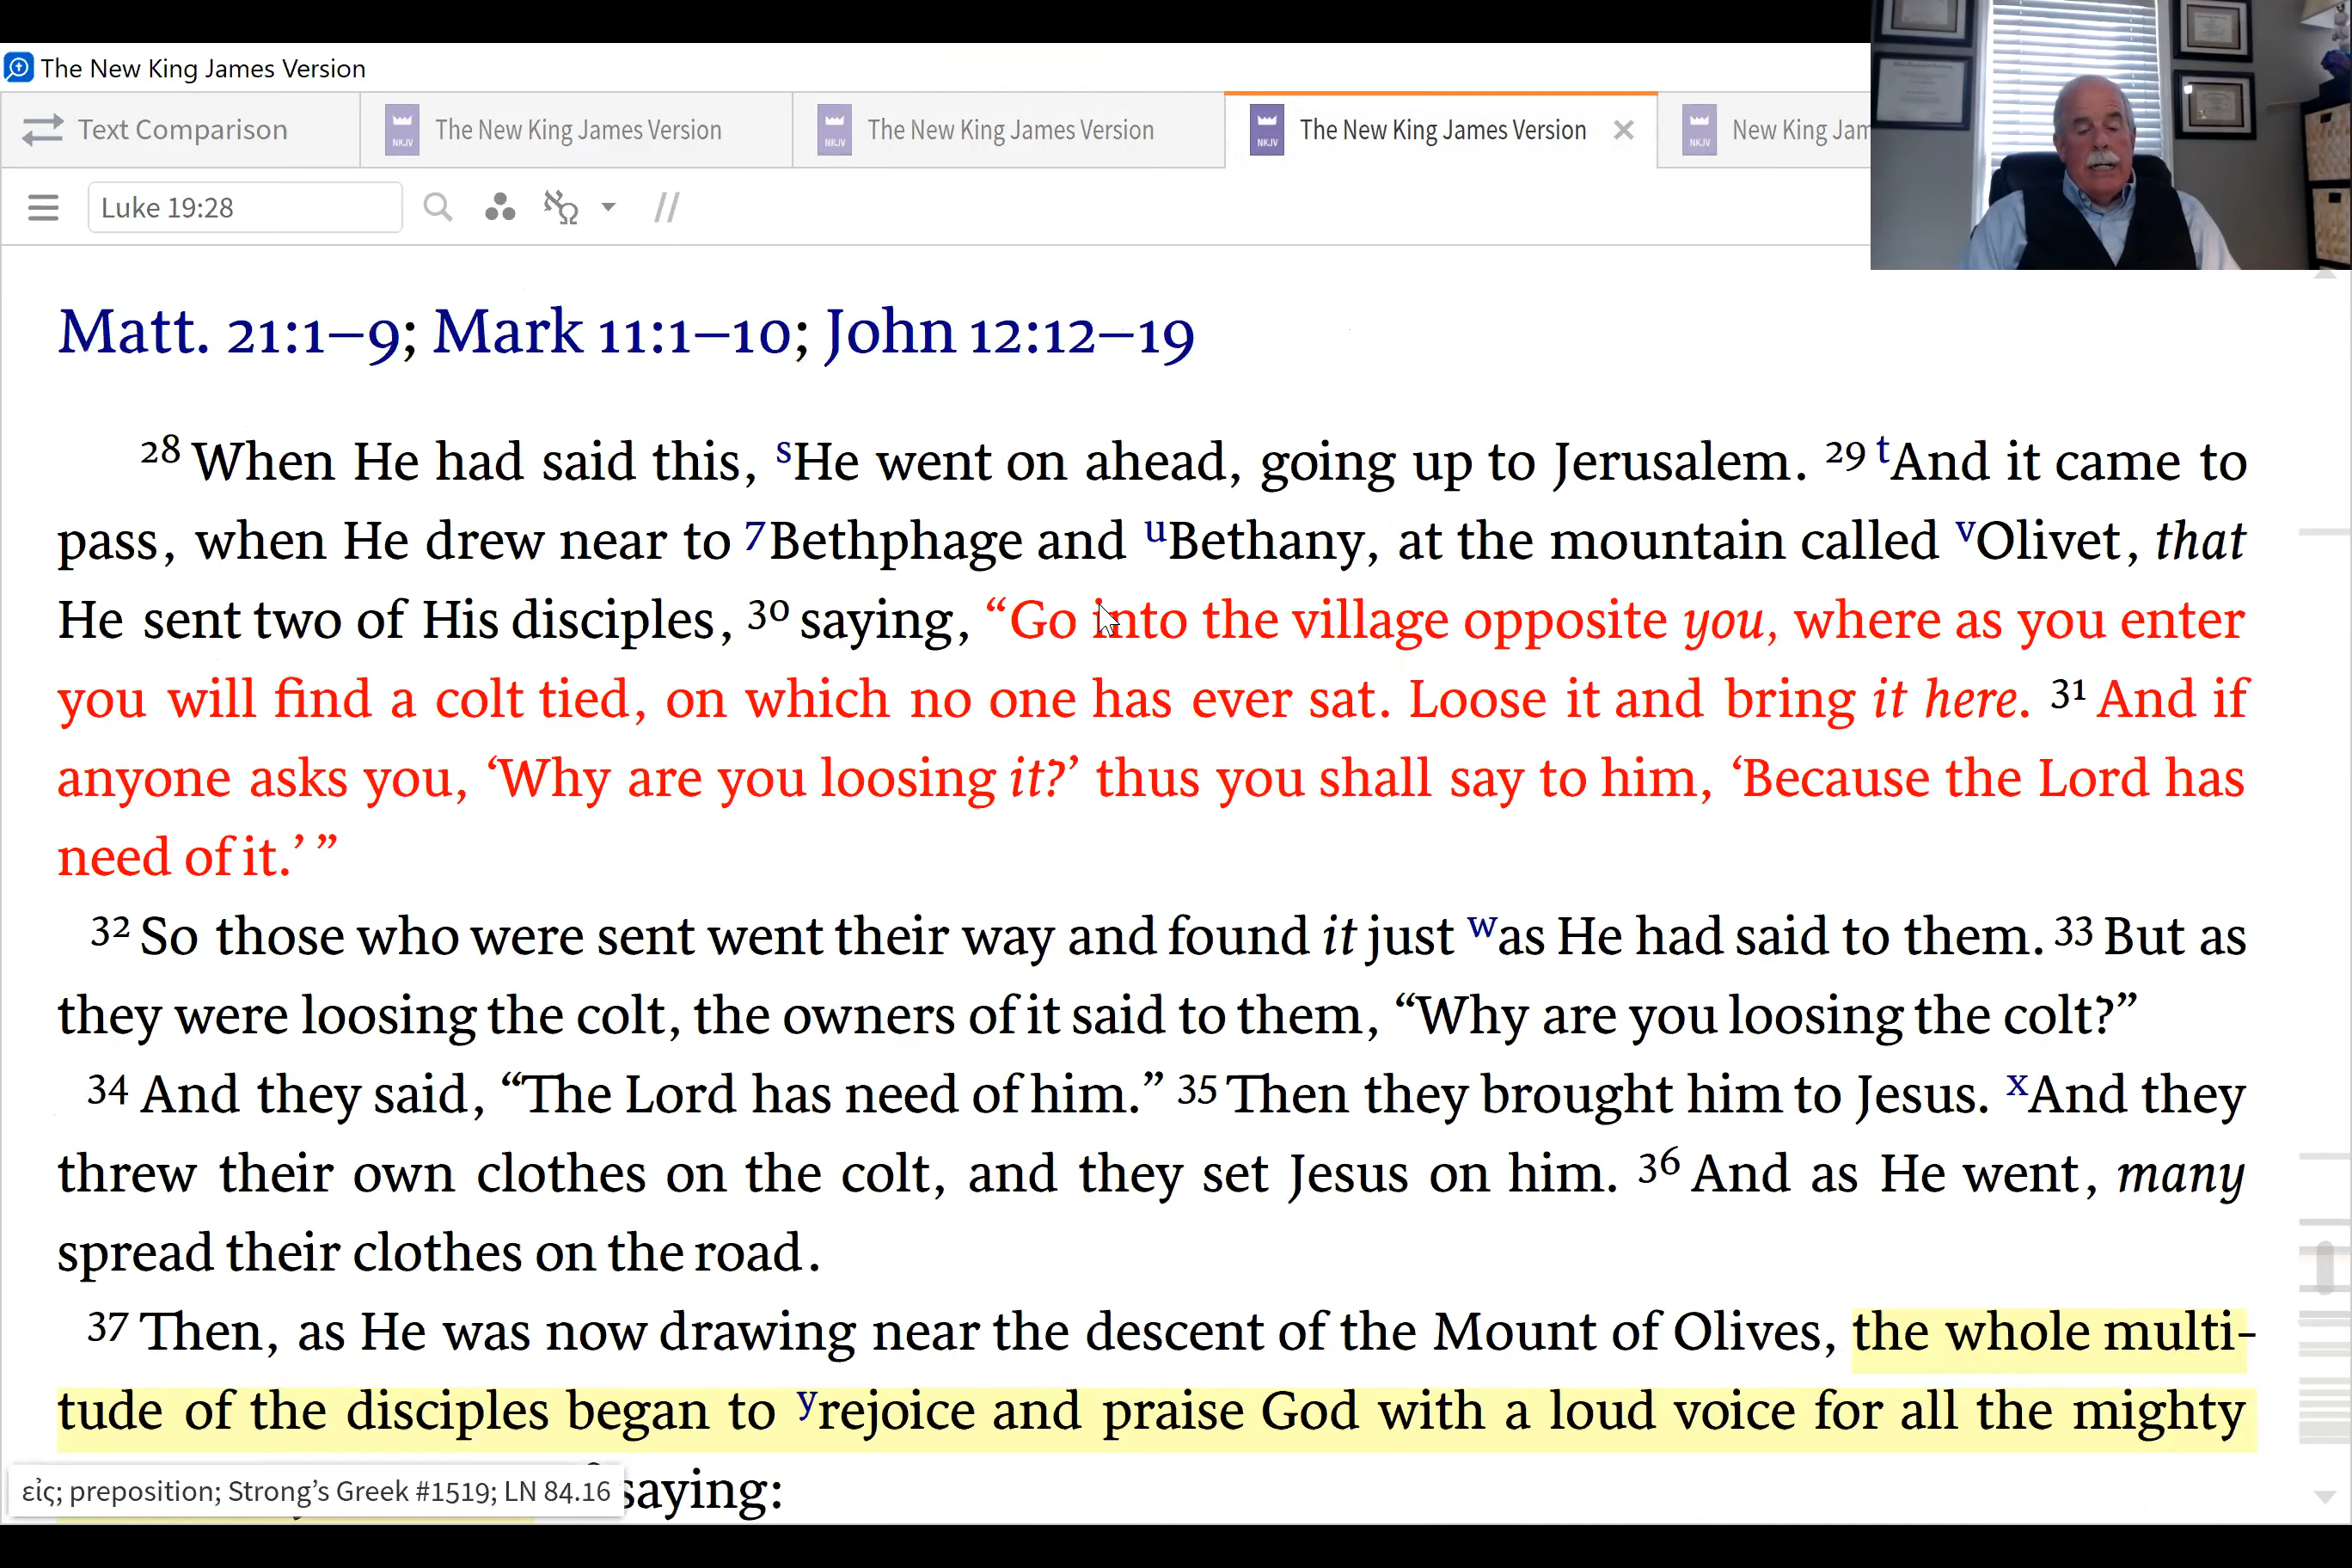 The New King James Version
Text Comparison
NKJV
The New King James Version
NKJV
The New King James Version
NKJV
The New King James Version
NKJV
New King Jam
Luke 19:28
Matt. 21:1–9; Mark 11:1–10; John 12:12–19
28 When He had said this, sHe went on ahead, going up to Jerusalem. 29 tAnd it came to
pass, when He drew near to 7Bethphage and uBethany, at the mountain called vOlivet, that
He sent two of His disciples, 30 saying, “Go into the village opposite you, where as you enter
you will find a colt tied, on which no one has ever sat. Loose it and bring it here. 31 And if
anyone asks you, ‘Why are you loosing it?’ thus you shall say to him, ‘Because the Lord has
need of it.’ ”
32 So those who were sent went their way and found it just was He had said to them. 33 But as
they were loosing the colt, the owners of it said to them, “Why are you loosing the colt?”
34 And they said, “The Lord has need of him.” 35 Then they brought him to Jesus. xAnd they
threw their own clothes on the colt, and they set Jesus on him. 36 And as He went, many
spread their clothes on the road.
37 Then, as He was now drawing near the descent of the Mount of Olives, the whole multi-
tude of the disciples began to yrejoice and praise God with a loud voice for all the mighty
εἰς; preposition; Strong’s Greek #1519; LN 84.16 saying: